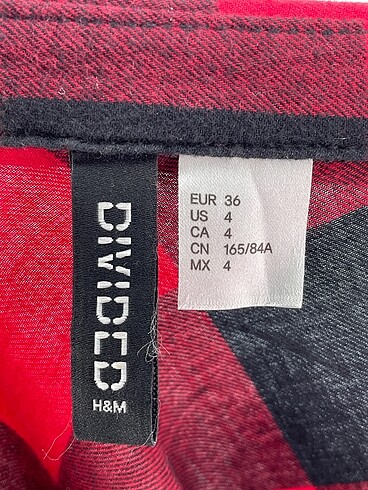 DIVIDED
H&M
EUR 36
US 4
CA 4
CN 165/84A
MX 4